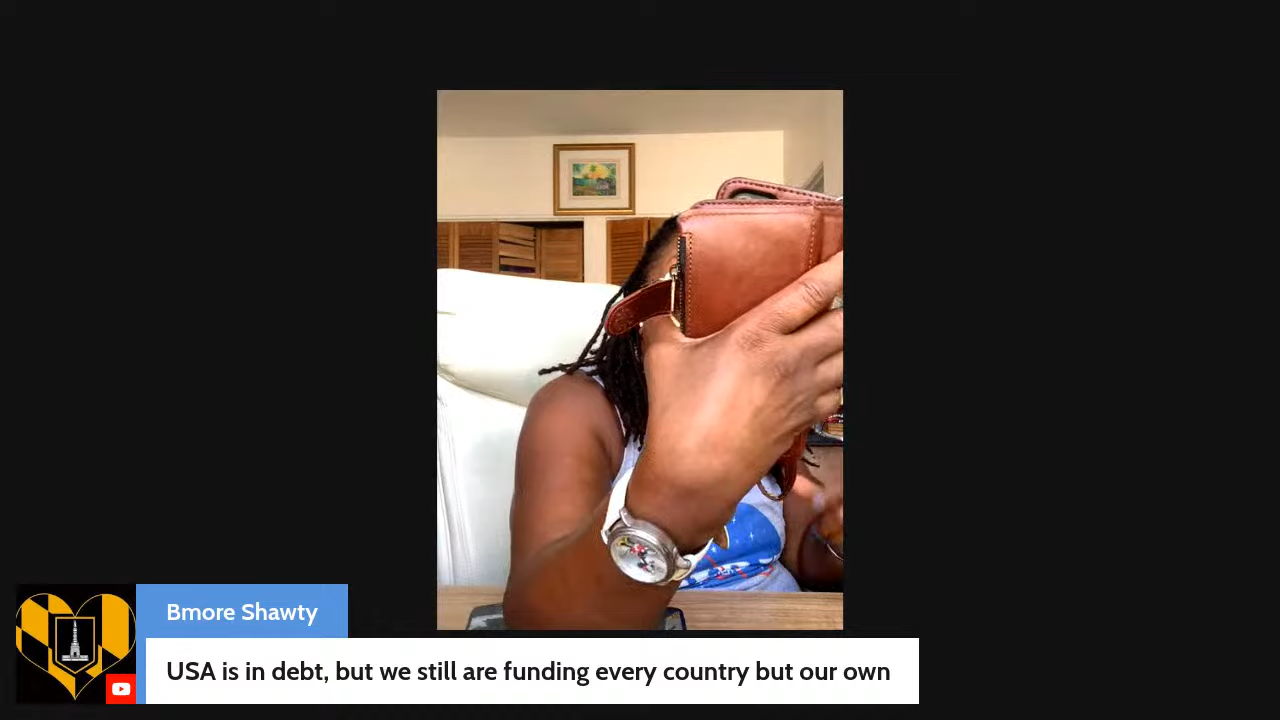 Bmore Shawty
USA is in debt, but we still are funding every country but our own